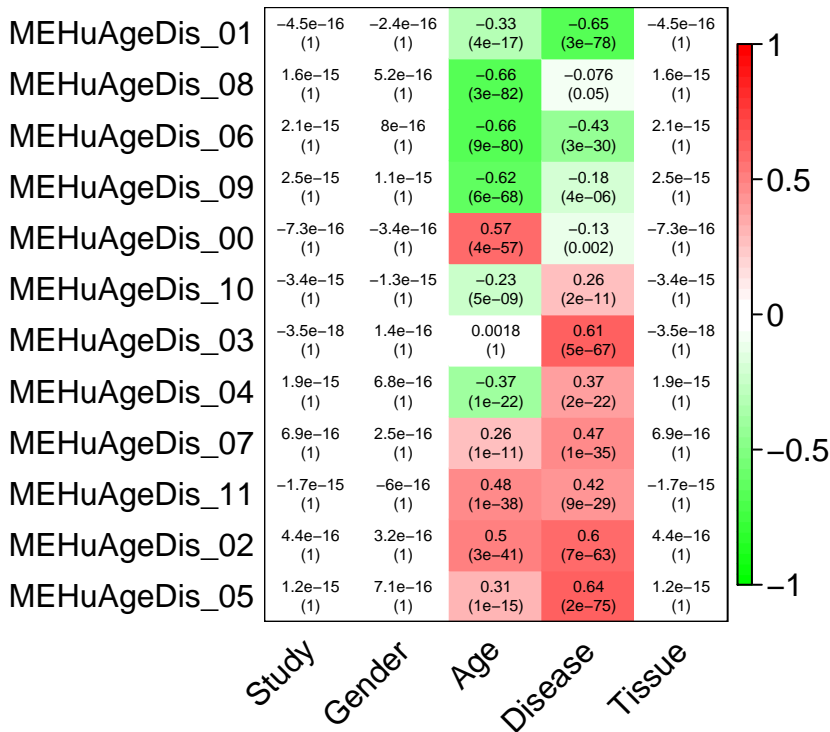 MEHuAgeDis_01 −4.5e−16 −2.4e−16 −0.33 −0.65 −4.5e−16
(1) (1) (4e−17) (3e−78) (1)
MEHuAgeDis_08 1.6e−15 5.2e−16 −0.66 −0.076 1.6e−15
(1) (1) (3e−82) (0.05) (1)
MEHuAgeDis_06 2.1e−15 8e−16 −0.66 −0.43 2.1e−15
(1) (1) (9e−80) (3e−30) (1)
MEHuAgeDis_09 2.5e−15 1.1e−15 −0.62 −0.18 2.5e−15
(1) (1) (6e−68) (4e−06) (1)
MEHuAgeDis_00 −7.3e−16 −3.4e−16 0.57 −0.13 −7.3e−16
(1) (1) (4e−57) (0.002) (1)
MEHuAgeDis_10 −3.4e−15 −1.3e−15 −0.23 0.26 −3.4e−15
(1) (1) (5e−09) (2e−11) (1)
MEHuAgeDis_03 −3.5e−18 1.4e−16 0.0018 0.61 −3.5e−18
(1) (1) (1) (5e−67) (1)
MEHuAgeDis_04 1.9e−15 6.8e−16 −0.37 0.37 1.9e−15
(1) (1) (1e−22) (2e−22) (1)
MEHuAgeDis_07 6.9e−16 2.5e−16 0.26 0.47 6.9e−16
(1) (1) (1e−11) (1e−35) (1)
MEHuAgeDis_11 −1.7e−15 −6e−16 0.48 0.42 −1.7e−15
(1) (1) (1e−38) (9e−29) (1)
MEHuAgeDis_02 4.4e−16 3.2e−16 0.5 0.6 4.4e−16
(1) (1) (3e−41) (7e−63) (1)
MEHuAgeDis_05 1.2e−15 7.1e−16 0.31 0.64 1.2e−15
(1) (1) (1e−15) (2e−75) (1)
Study Gender Age Disease Tissue
1
0.5
0
−0.5
−1